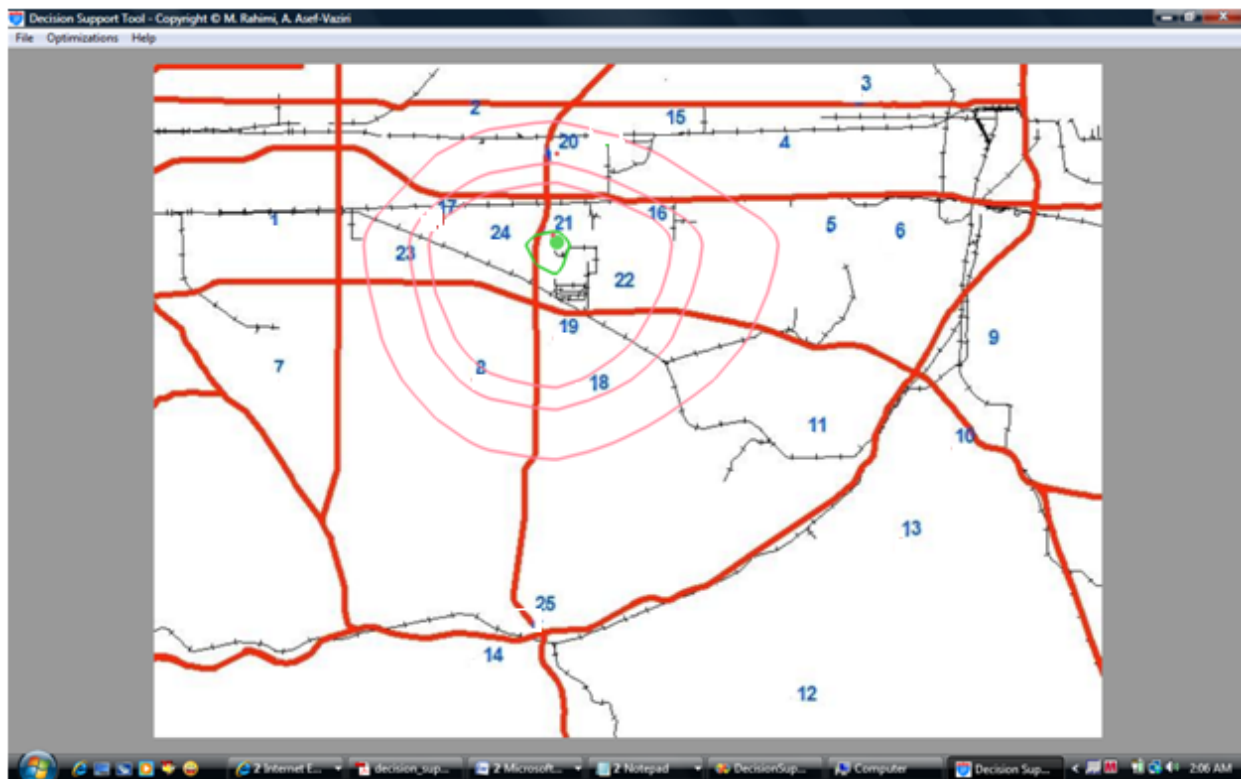 Decision Support Tool - Copyright © M. Rahimi, A. Asef-Vaziri
File Optimizations Help
3
2
15
20
4
17
16
1
24
21
5
6
23
22
19
9
7
8
18
11
10
13
25
14
12
2 Internet E...
decision_sup...
2 Microsoft...
2 Notepad
DecisionSup...
Computer
Decision Sup...
2:06 AM